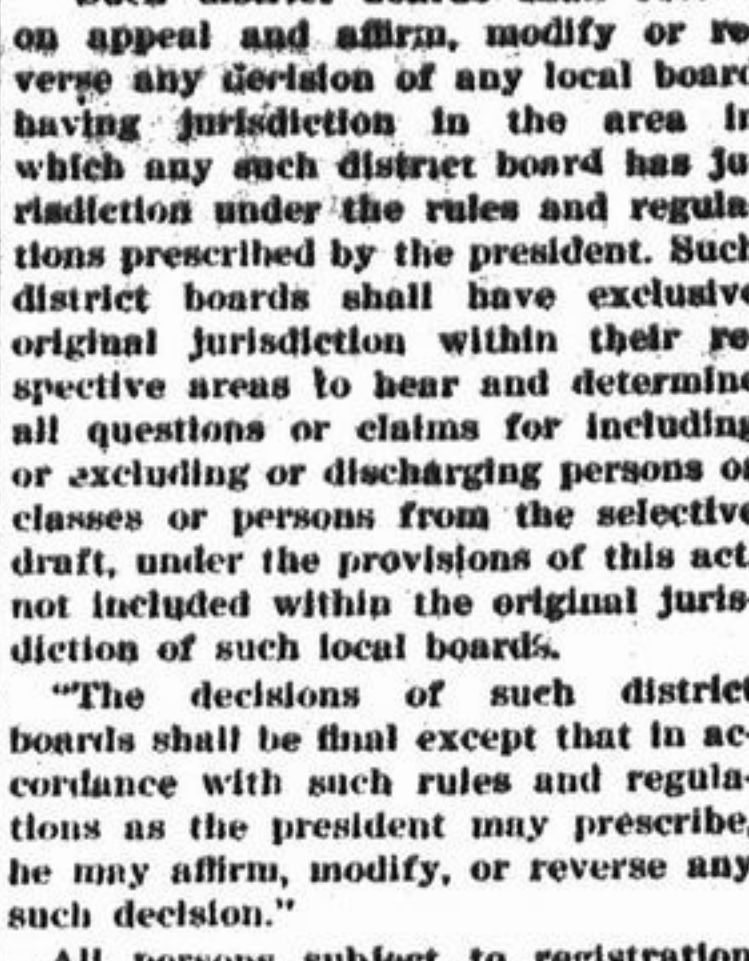 on appeal and affirm, modify or re
verse any decision of any local board
having jurisdiction in the area in
which any such district board has ju
risdiction under the rules and regula
tions prescribed by the president. Such
district boards shall have exclusive
original jurisdiction within their re
spective areas to hear and determine
all questions or claims for including
or excluding or discharging persons of
classes or persons from the selective
draft, under the provisions of this act
not included within the original juris-
diction of such local boards.
"The decisions of such district
boards shall be final except that in ac-
cordance with such rules and regula-
tions as the president may prescribe,
he may affirm, modify, or reverse any
such decision."
All persons subject to registration